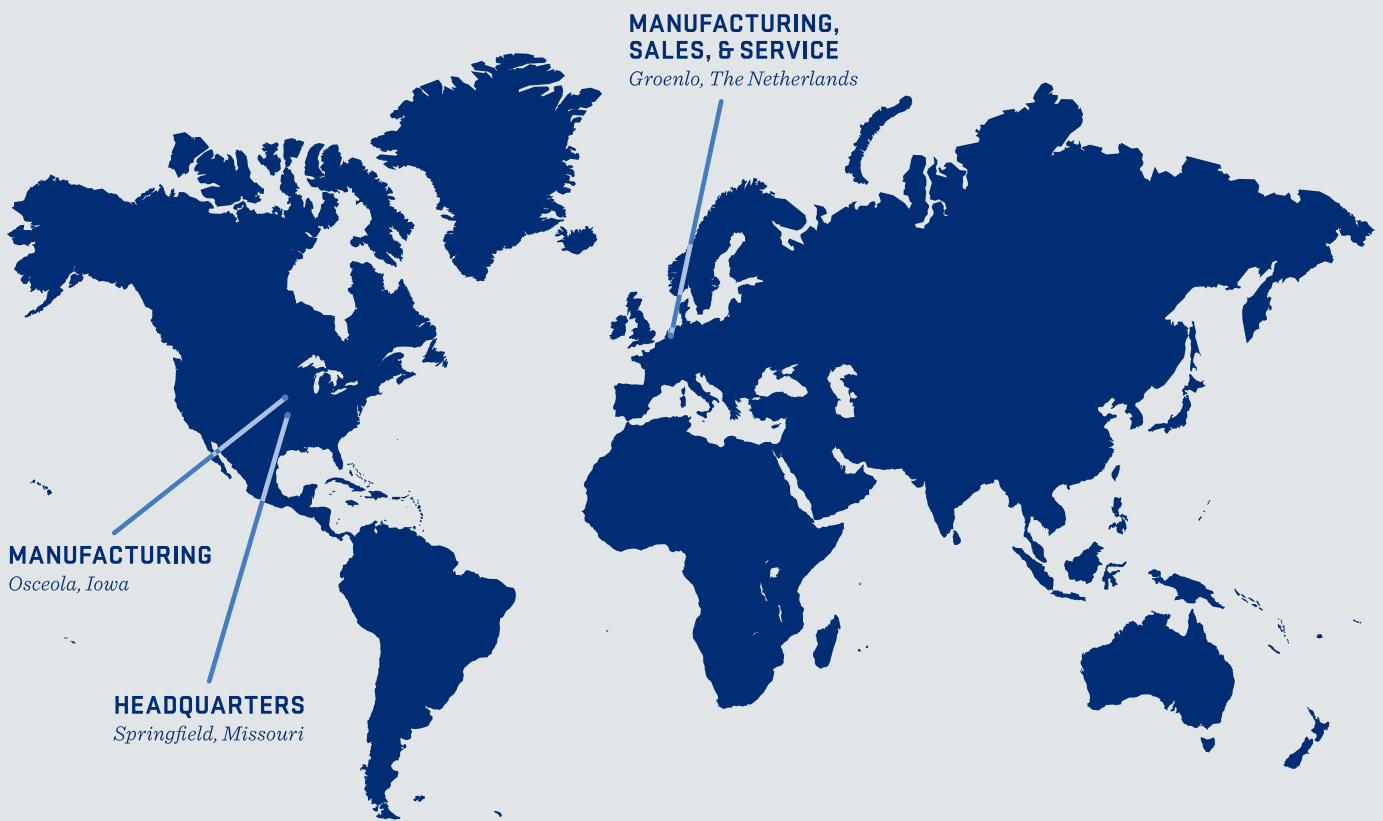 MANUFACTURING,
SALES, & SERVICE
Groenlo, The Netherlands
MANUFACTURING
Osceola, Iowa
HEADQUARTERS
Springfield, Missouri